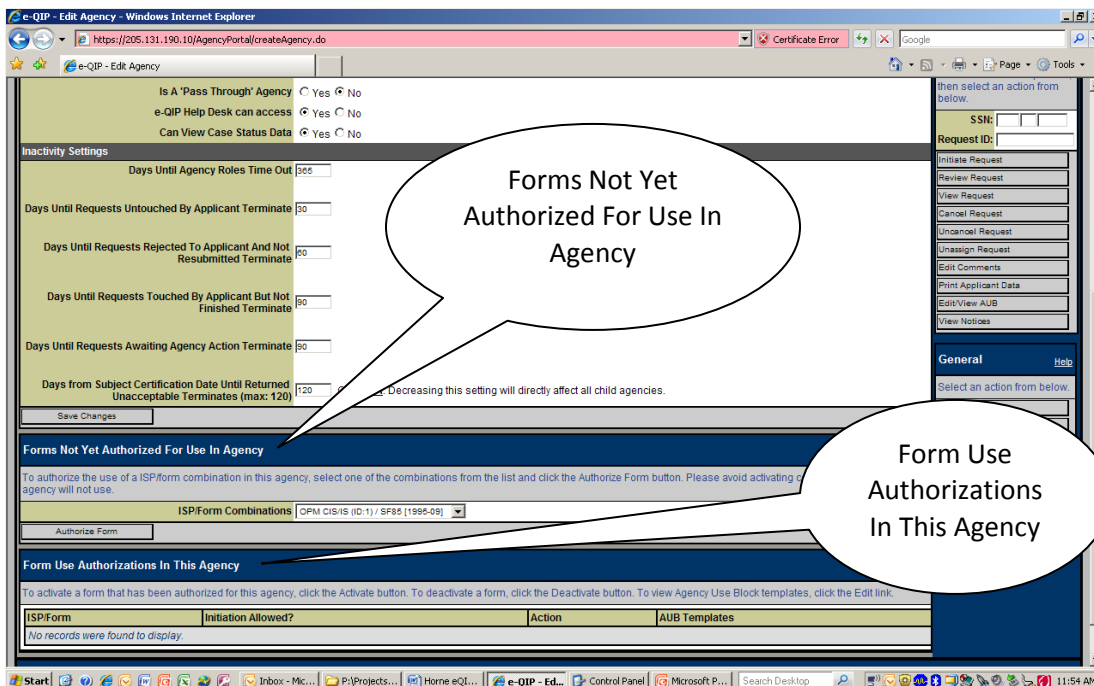 e-QIP - Edit Agency - Windows Internet Explorer
https://205.131.190.10/AgencyPortal/createAgency.do
Certificate Error
Google
e-QIP - Edit Agency
Page
Tools
Is A 'Pass Through' Agency Yes No
e-QIP Help Desk can access Yes No
Can View Case Status Data Yes No
Inactivity Settings
Days Until Agency Roles Time Out 365
Days Until Requests Untouched By Applicant Terminate 30
Days Until Requests Rejected To Applicant And Not
Resubmitted Terminate 60
Days Until Requests Touched By Applicant But Not
Finished Terminate 90
Days Until Requests Awaiting Agency Action Terminate 90
Days from Subject Certification Date Until Returned
Unacceptable Terminates (max: 120) 120 Decreasing this setting will directly affect all child agencies.
Save Changes
Forms Not Yet
Authorized For Use In
Agency
then select an action from
below.
SSN:
Request ID:
Initiate Request
Review Request
View Request
Cancel Request
Uncancel Request
Unassign Request
Edit Comments
Print Applicant Data
Edit/View AUB
View Notices
General Help
Select an action from below.
Forms Not Yet Authorized For Use In Agency
To authorize the use of a ISP/form combination in this agency, select one of the combinations from the list and click the Authorize Form button. Please avoid activating
agency will not use.
ISP/Form Combinations OPM CIS/IS (ID:1) / SF85 [1995-09]
Authorize Form
Form Use
Authorizations
In This Agency
Form Use Authorizations In This Agency
To activate a form that has been authorized for this agency, click the Activate button. To deactivate a form, click the Deactivate button. To view Agency Use Block templates, click the Edit link.
ISP/Form Initiation Allowed? Action AUB Templates
No records were found to display.
Start
Inbox - Mic...
P:\Projects...
Horne eQI...
e-QIP - Ed...
Control Panel
Microsoft P...
Search Desktop
11:54 AM